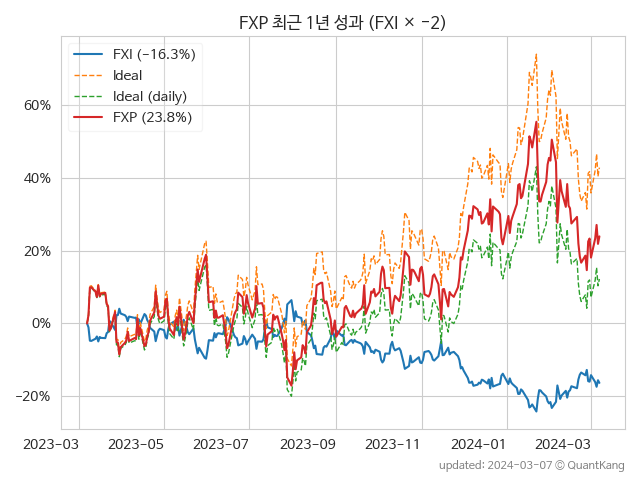 FXP 최근 1년 성과 (FXI × −2)
FXI (−16.3%)
Ideal
Ideal (daily)
FXP (23.8%)
60%
40%
20%
0%
−20%
2023−03 2023−05 2023−07 2023−09 2023−11 2024−01 2024−03
updated: 2024−03−07 © QuantKang